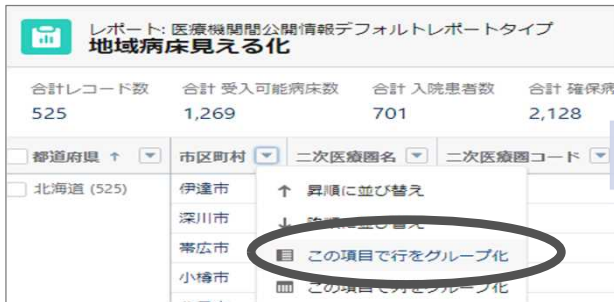 レポート: 医療機関間公開情報デフォルトレポートタイプ
地域病床見える化
合計レコード数 合計 受入可能病床数 合計 入院患者数 合計 確保病
525 1,269 701 2,128
都道府県 ↑ 市区町村 二次医療圏名 二次医療圏コード
北海道 (525) 伊達市 ↑ 昇順に並び替え
深川市 ↓ 降順に並び替え
帯広市 この項目で行をグループ化
小樽市 この項目で列をグループ化